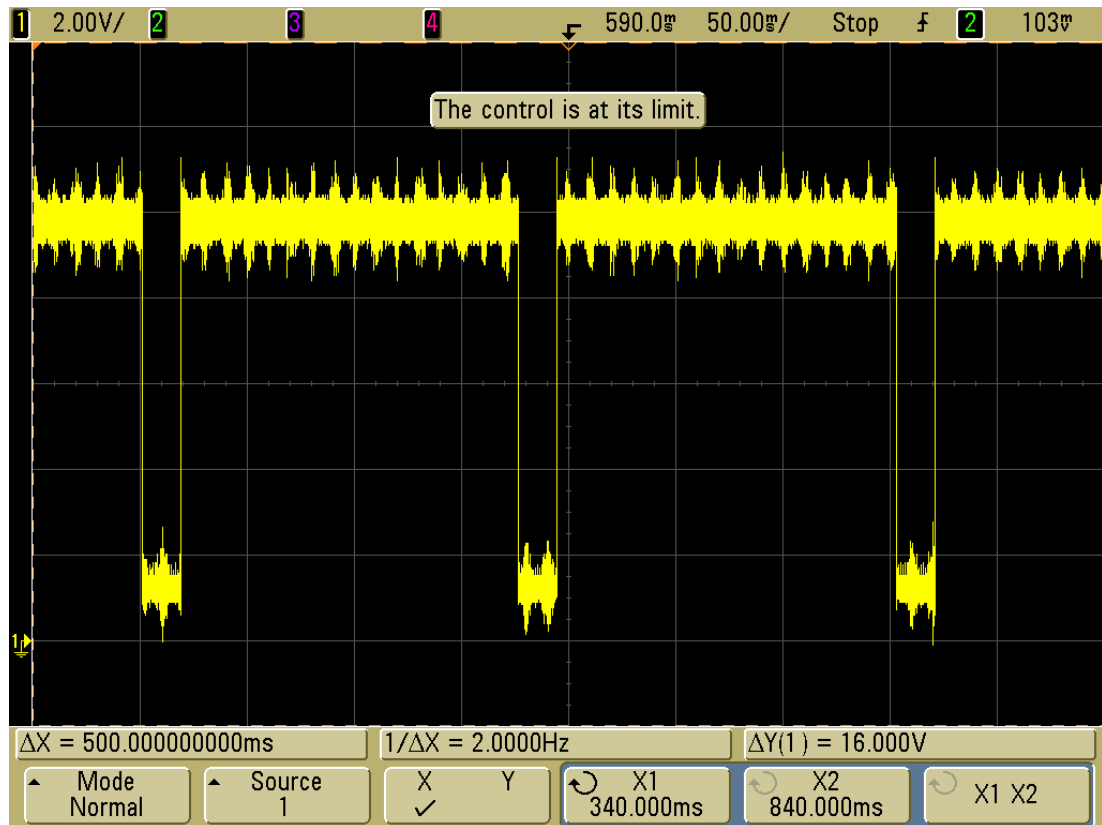 1 2.00V/ 2 3 4 590.0ms 50.00ms/ Stop 2 103mV
The control is at its limit.
1
ΔX = 500.000000000ms 1/ΔX = 2.0000Hz ΔY(1) = 16.000V
Mode Source X Y X1 X2 X1 X2
Normal 1 ✓ 340.000ms 840.000ms